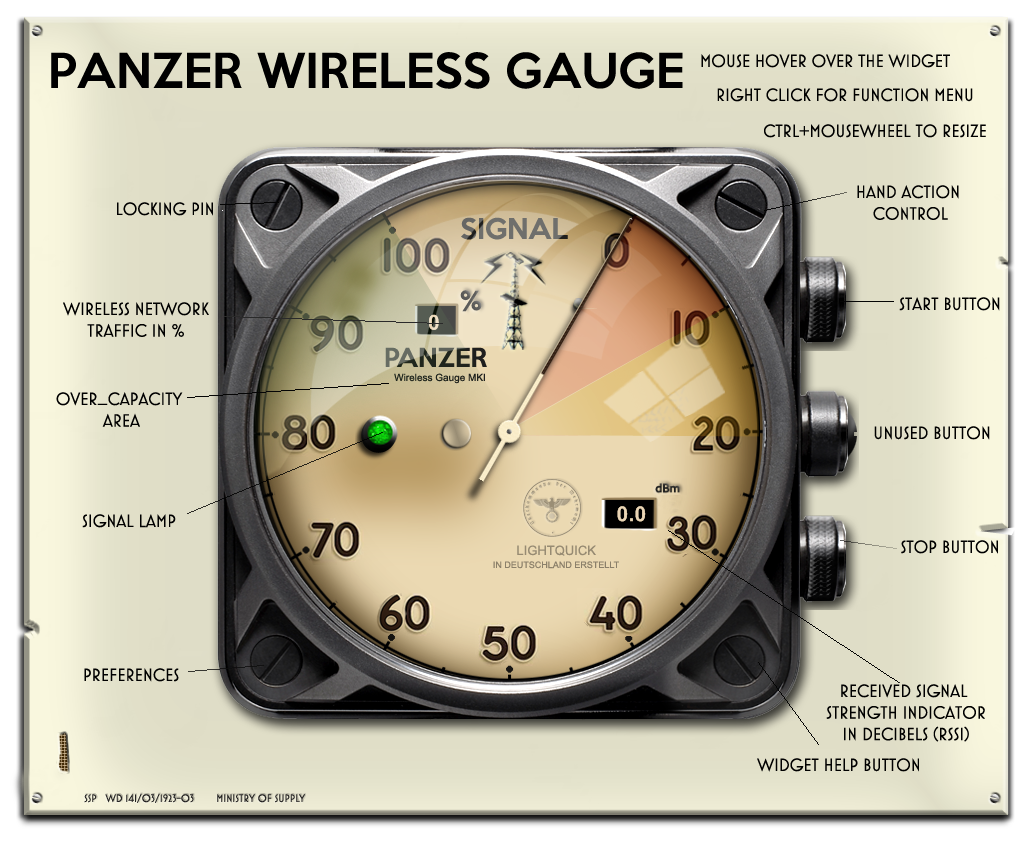 PANZER WIRELESS GAUGE
MOUSE HOVER OVER THE WIDGET
RIGHT CLICK FOR FUNCTION MENU
CTRL+MOUSEWHEEL TO RESIZE
LOCKING PIN
HAND ACTION
CONTROL
SIGNAL
100
0
%
0
WIRELESS NETWORK
TRAFFIC IN %
START BUTTON
90
10
PANZER
Wireless Gauge MKI
OVER_CAPACITY
AREA
80
20
UNUSED BUTTON
SIGNAL LAMP
dBm
0.0
70
30
STOP BUTTON
LIGHTQUICK
IN DEUTSCHLAND ERSTELLT
60
40
50
PREFERENCES
RECEIVED SIGNAL
STRENGTH INDICATOR
IN DECIBELS (RSSI)
WIDGET HELP BUTTON
SSP WD 141/03/1923-03 MINISTRY OF SUPPLY